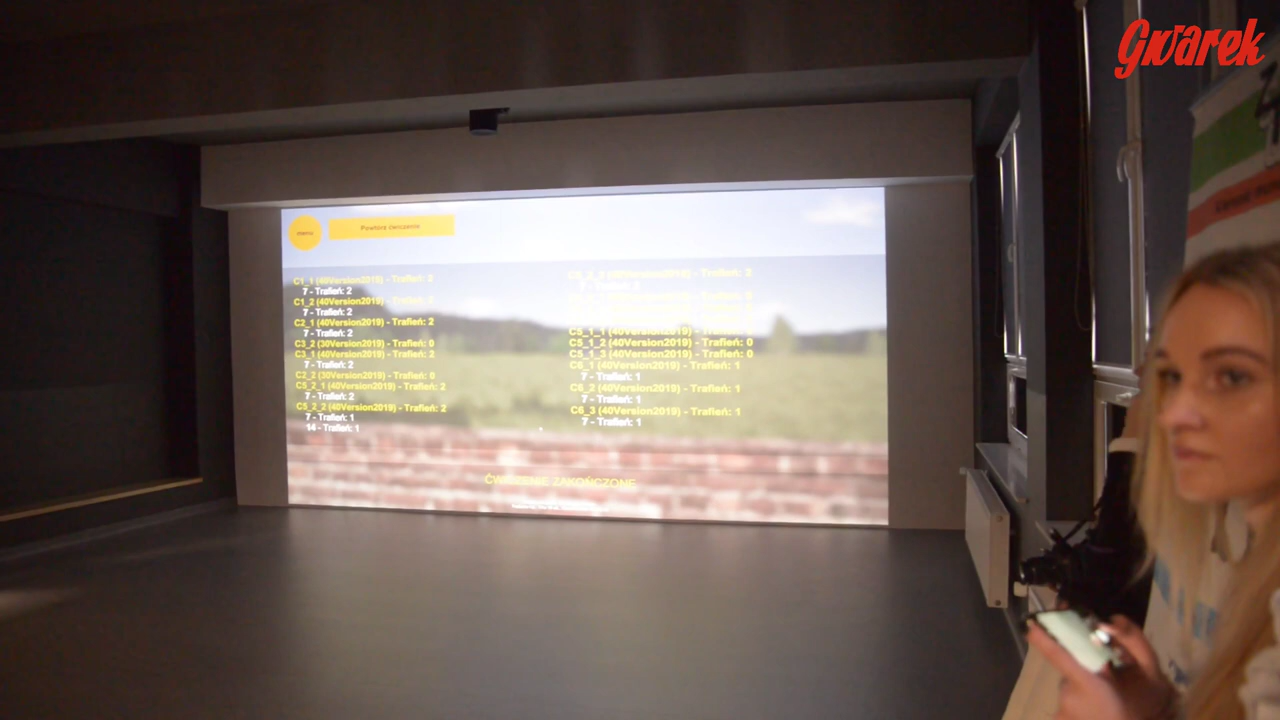 Gwarek
menu
Powtórz ćwiczenie
C1_1 (40Version2019) - Trafień: 2
7 - Trafień: 2
C1_2 (40Version2019) - Trafień: 2
7 - Trafień: 2
C2_1 (40Version2019) - Trafień: 2
7 - Trafień: 2
C3_2 (30Version2019) - Trafień: 0
C3_1 (40Version2019) - Trafień: 2
7 - Trafień: 2
C2_2 (30Version2019) - Trafień: 0
C5_2_1 (40Version2019) - Trafień: 2
7 - Trafień: 2
C5_2_2 (40Version2019) - Trafień: 2
7 - Trafień: 1
14 - Trafień: 1
(40Version2019) - Trafień: 2
C5_1_1 (40Version2019) - Trafień:
C5_1_2 (40Version2019) - Trafień: 0
C5_1_3 (40Version2019) - Trafień: 0
C6_1 (40Version2019) - Trafień: 1
7 - Trafień: 1
C6_2 (40Version2019) - Trafień: 1
7 - Trafień: 1
C6_3 (40Version2019) - Trafień: 1
7 - Trafień: 1
ĆWICZENIE ZAKOŃCZONE